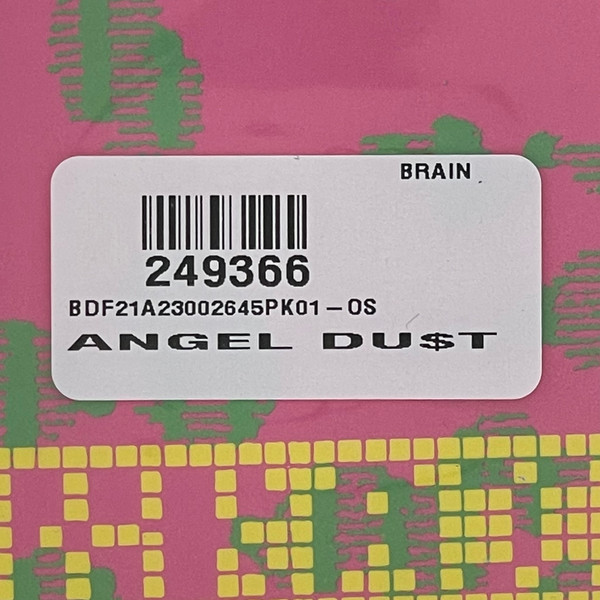 BRAIN
249366
BDF21A23002645PK01-OS
ANGEL DU$T